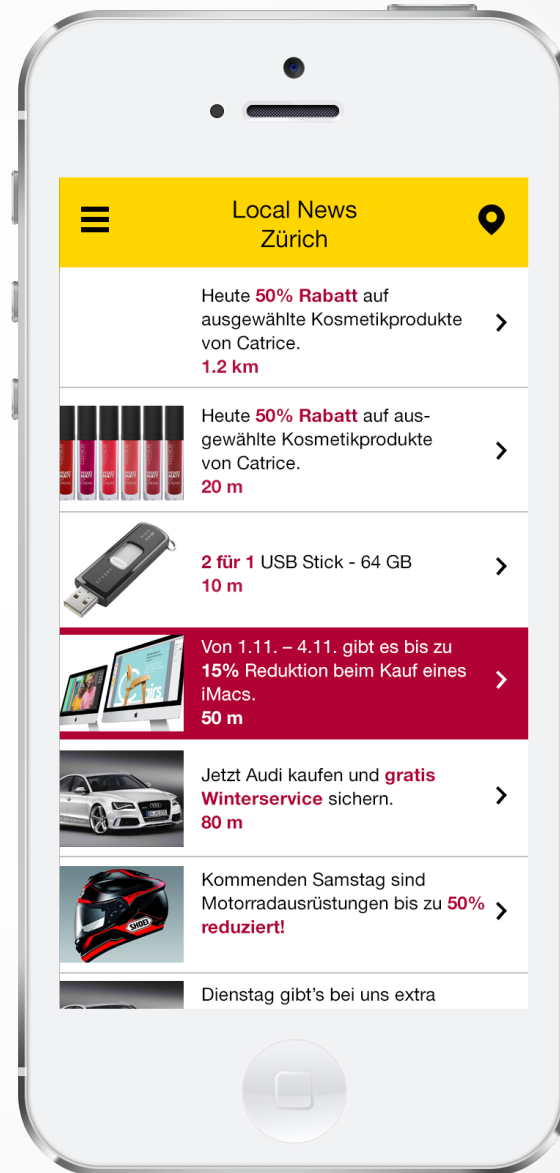 Local News
Zürich
Heute 50% Rabatt auf
ausgewählte Kosmetikprodukte
von Catrice.
1.2 km
Heute 50% Rabatt auf aus-
gewählte Kosmetikprodukte
von Catrice.
20 m
2 für 1 USB Stick - 64 GB
10 m
Von 1.11. – 4.11. gibt es bis zu
15% Reduktion beim Kauf eines
iMacs.
50 m
Jetzt Audi kaufen und gratis
Winterservice sichern.
80 m
Kommenden Samstag sind
Motorradausrüstungen bis zu 50%
reduziert!
SHOEI
Dienstag gibt's bei uns extra